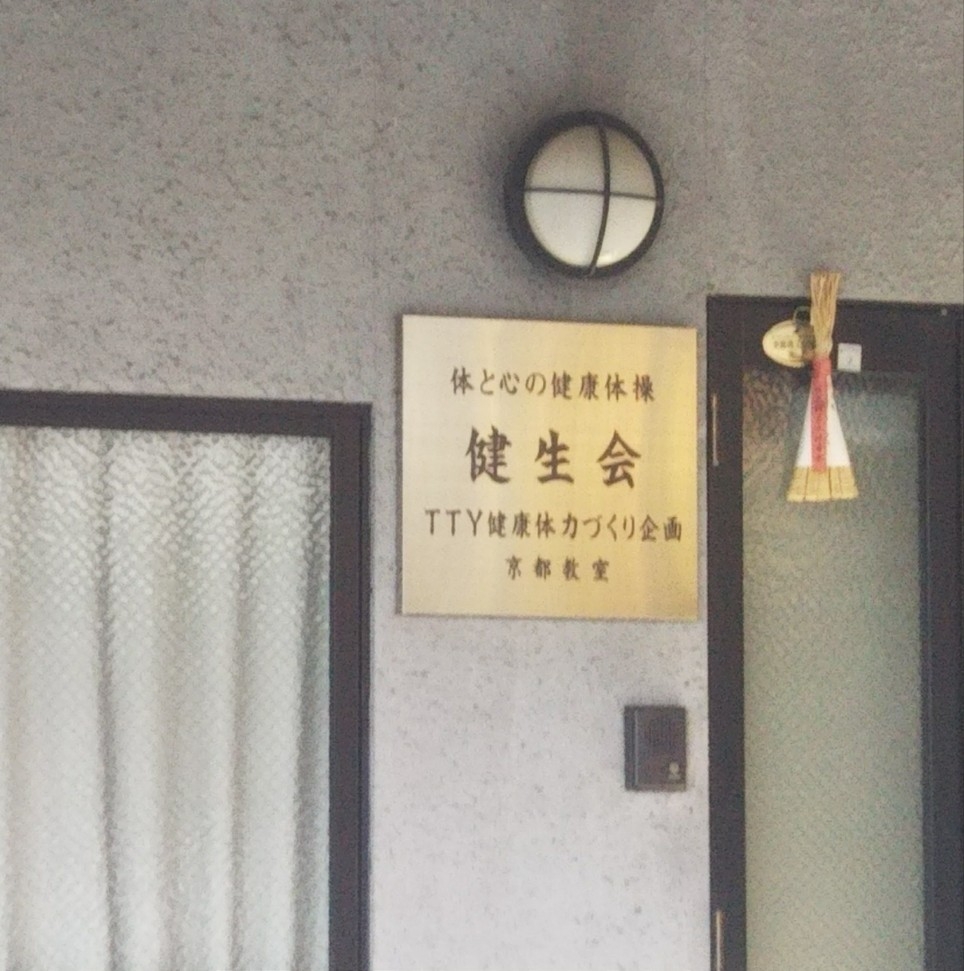 体と心の健康体操
健生会
TTY健康体力づくり企画
京都教室